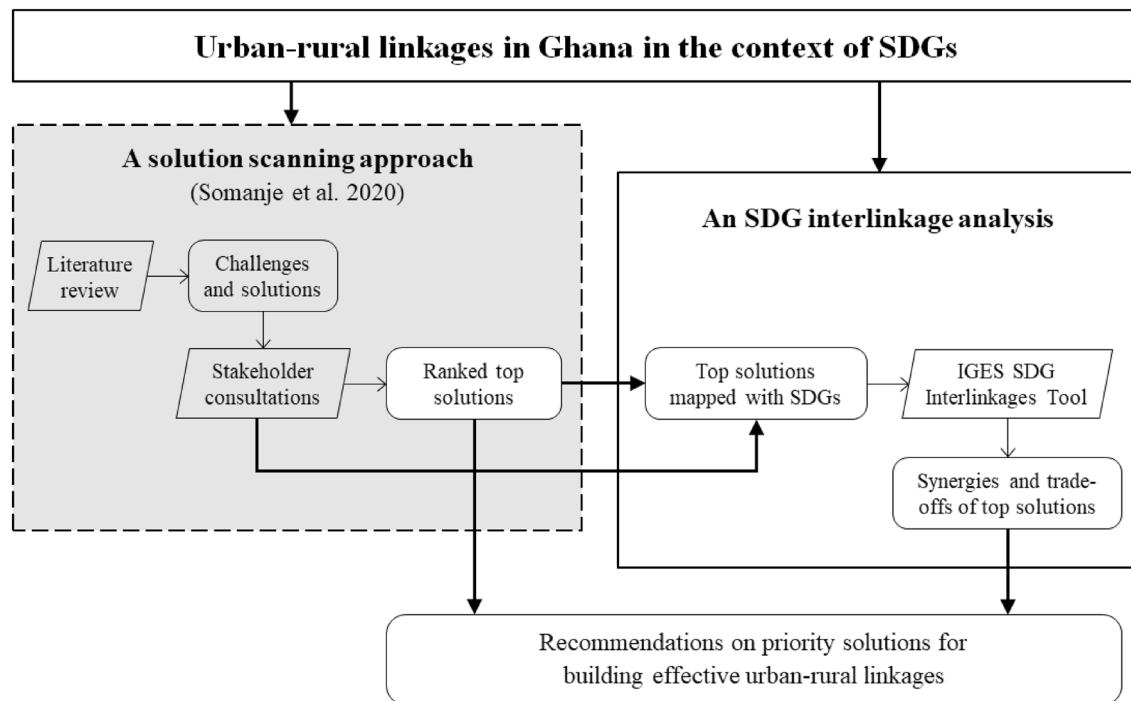 Urban-rural linkages in Ghana in the context of SDGs
A solution scanning approach
(Somanje et al. 2020)
Literature
review
Challenges
and solutions
Stakeholder
consultations
Ranked top
solutions
An SDG interlinkage analysis
Top solutions
mapped with SDGs
IGES SDG
Interlinkages Tool
Synergies and trade-
offs of top solutions
Recommendations on priority solutions for
building effective urban-rural linkages